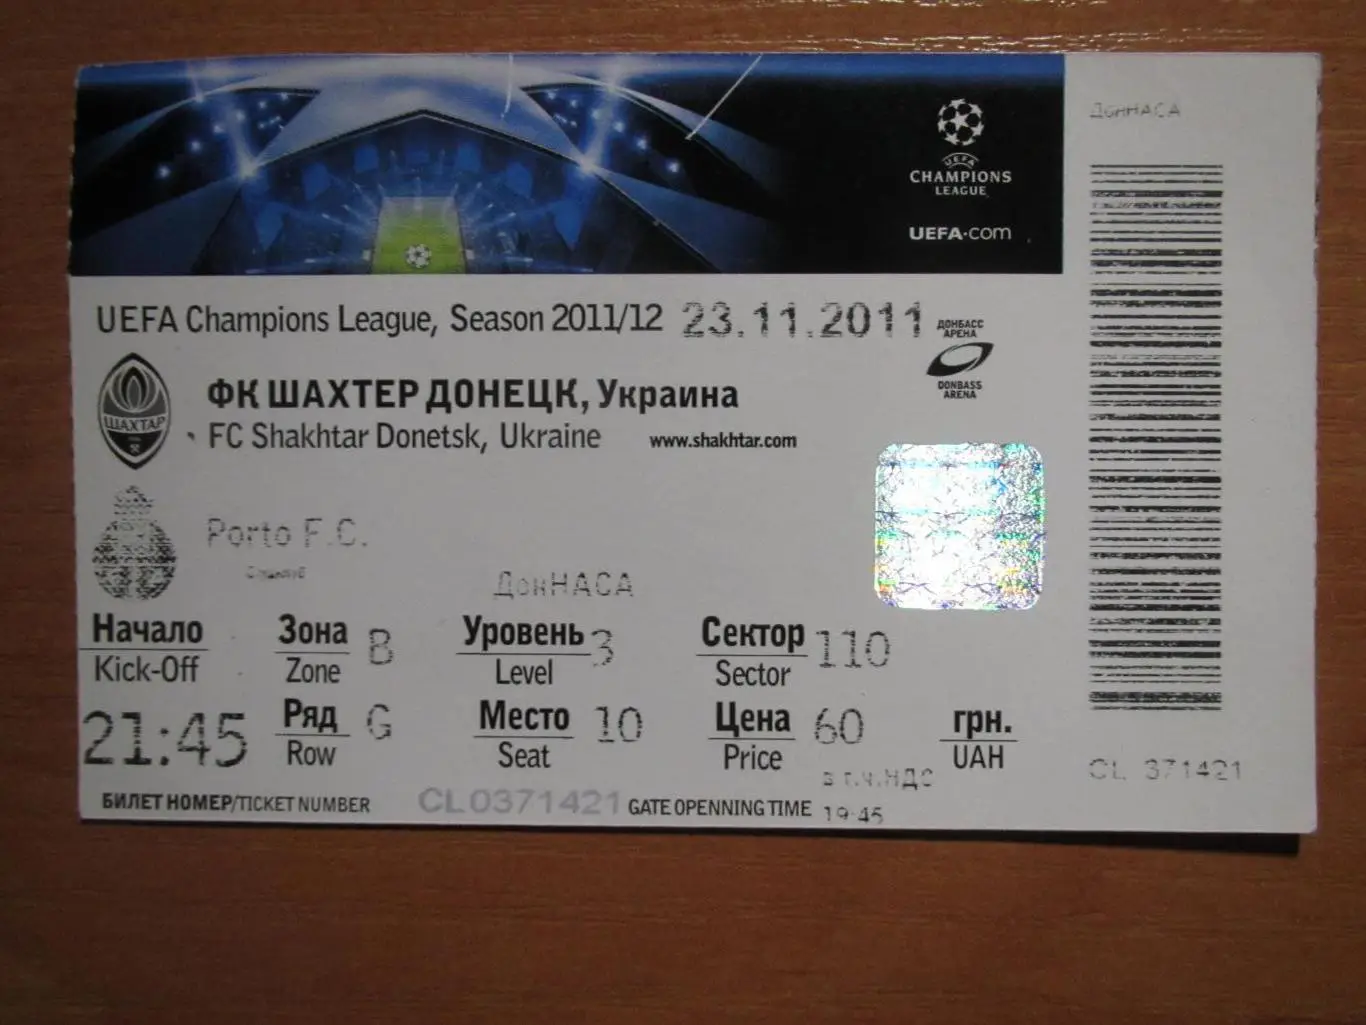 UEFA
CHAMPIONS
LEAGUE
UEFA·com
ДонНАСА
UEFA Champions League, Season 2011/12 23.11.2011
ДОНБАСС
АРЕНА
DONBASS
ARENA
ШАХТАР
ФК ШАХТЕР ДОНЕЦК, Украина
FC Shakhtar Donetsk, Ukraine www.shakhtar.com
Porto F.C.
ДонНАСА
Начало Зона B Уровень 3 Сектор 110
Kick-Off Zone Level Sector
21:45 Ряд G Место 10 Цена 60 грн.
Row Seat Price UAH
в т.ч.НДС
CL 371421
БИЛЕТ НОМЕР/TICKET NUMBER CL0371421 GATE OPENNING TIME 19:45